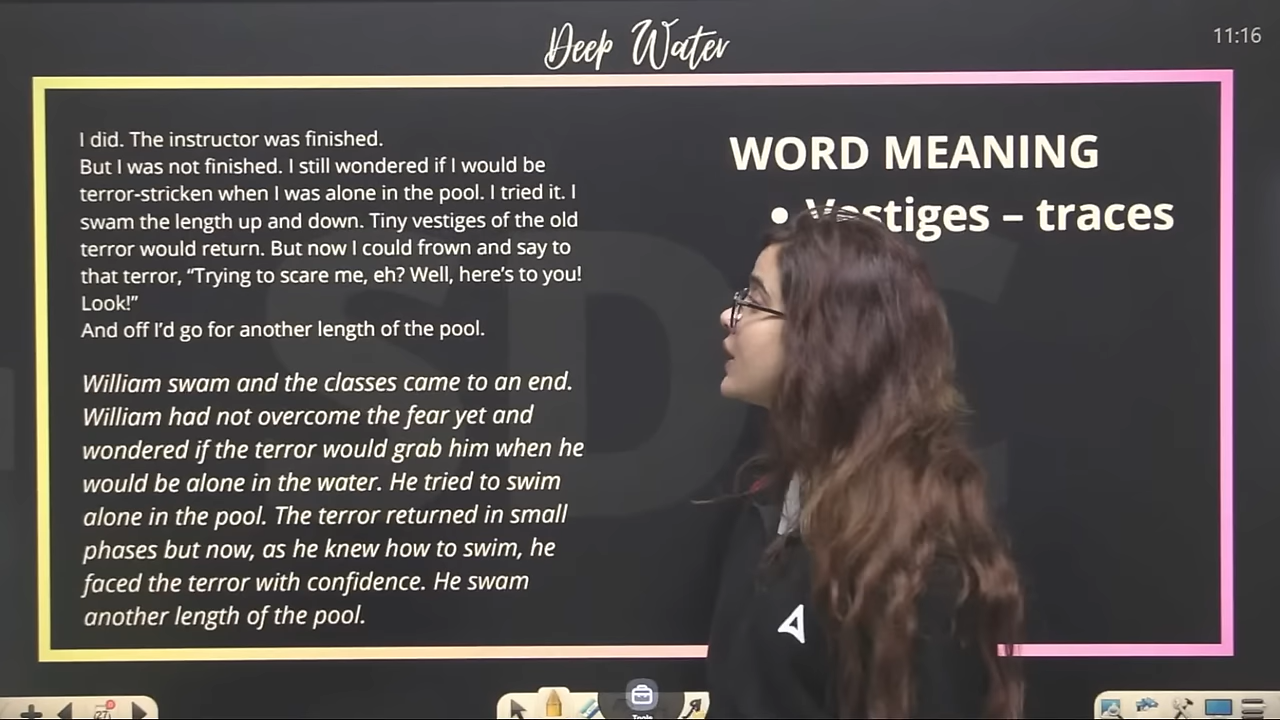 Deep Water
11:16
I did. The instructor was finished.
But I was not finished. I still wondered if I would be
terror-stricken when I was alone in the pool. I tried it. I
swam the length up and down. Tiny vestiges of the old
terror would return. But now I could frown and say to
that terror, “Trying to scare me, eh? Well, here’s to you!
Look!”
And off I’d go for another length of the pool.
William swam and the classes came to an end.
William had not overcome the fear yet and
wondered if the terror would grab him when he
would be alone in the water. He tried to swim
alone in the pool. The terror returned in small
phases but now, as he knew how to swim, he
faced the terror with confidence. He swam
another length of the pool.
WORD MEANING
• Vestiges – traces
27
Tools